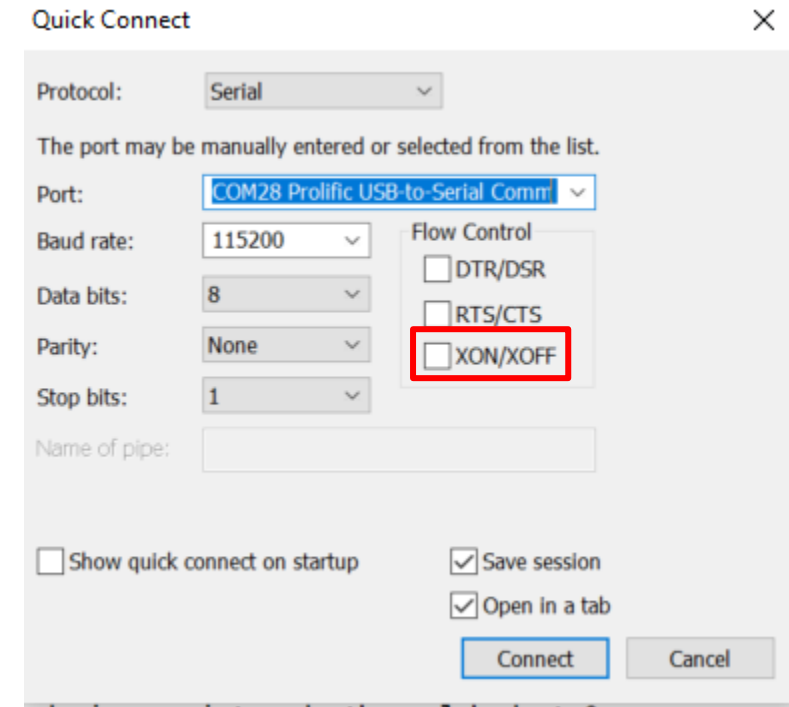 Quick Connect
Protocol: Serial
The port may be manually entered or selected from the list.
Port: COM28 Prolific USB-to-Serial Comm
Baud rate: 115200
Flow Control
DTR/DSR
Data bits: 8
RTS/CTS
Parity: None
XON/XOFF
Stop bits: 1
Name of pipe:
Show quick connect on startup
Save session
Open in a tab
Connect Cancel